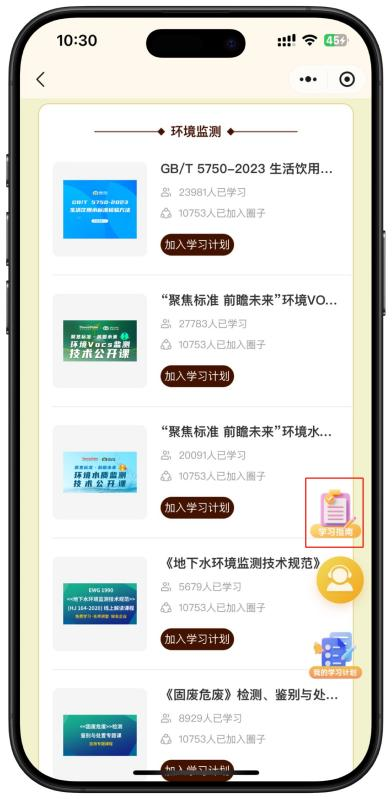 10:30
45
环境监测
GB/T 5750-2023
生活饮用水标准检验方法
GB/T 5750-2023 生活饮用...
23981人已学习
10753人已加入圈子
加入学习计划
聚焦标准·前瞻未来
环境Vocs监测
技术公开课
“聚焦标准 前瞻未来”环境VO...
27783人已学习
10753人已加入圈子
加入学习计划
聚焦标准·前瞻未来
环境水质监测
技术公开课
“聚焦标准 前瞻未来”环境水...
20091人已学习
10753人已加入圈子
加入学习计划
学习指南
EWG 1990
<<地下水环境监测技术规范>>
(HJ 164-2020) 线上解读课程
《地下水环境监测技术规范》
5679人已学习
10753人已加入圈子
加入学习计划
我的学习计划
<<固废危废>>检测
鉴别与处置专题课
《固废危废》检测、鉴别与处...
8929人已学习
10753人已加入圈子
加入学习计划